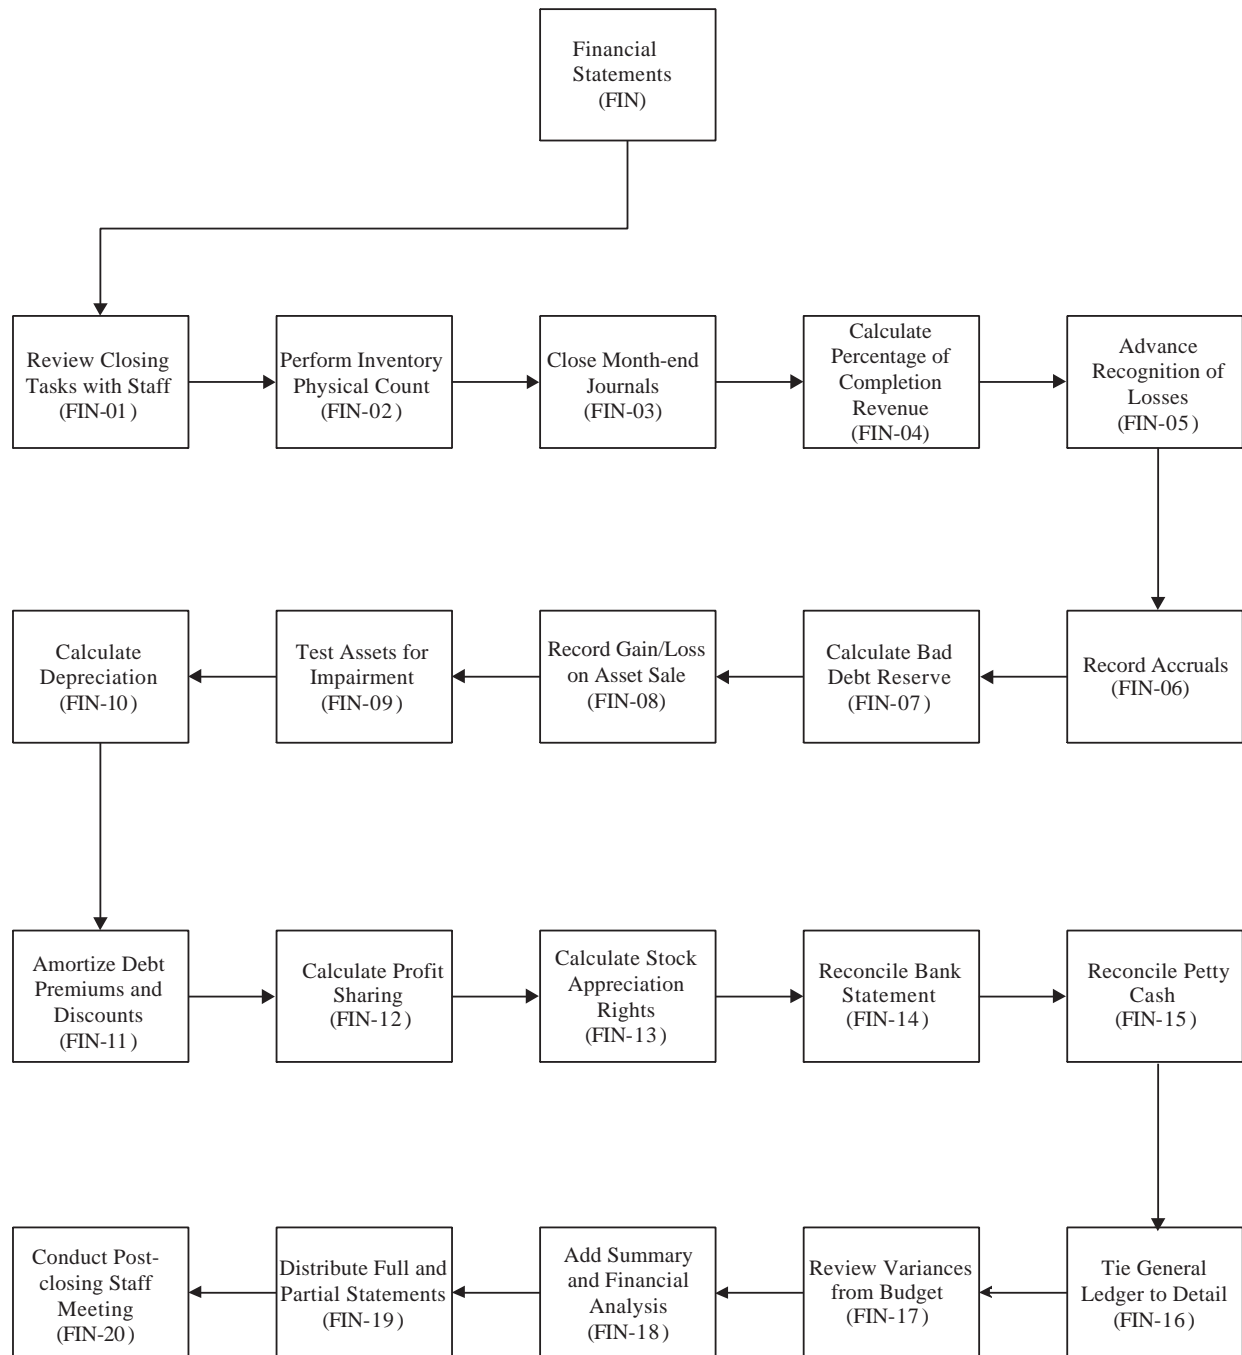 Financial
Statements
(FIN)
Review Closing
Tasks with Staff
(FIN-01)
Perform Inventory
Physical Count
(FIN-02)
Close Month-end
Journals
(FIN-03)
Calculate
Percentage of
Completion
Revenue
(FIN-04)
Advance
Recognition of
Losses
(FIN-05)
Calculate
Depreciation
(FIN-10)
Test Assets for
Impairment
(FIN-09)
Record Gain/Loss
on Asset Sale
(FIN-08)
Calculate Bad
Debt Reserve
(FIN-07)
Record Accruals
(FIN-06)
Amortize Debt
Premiums and
Discounts
(FIN-11)
Calculate Profit
Sharing
(FIN-12)
Calculate Stock
Appreciation
Rights
(FIN-13)
Reconcile Bank
Statement
(FIN-14)
Reconcile Petty
Cash
(FIN-15)
Conduct Post-
closing Staff
Meeting
(FIN-20)
Distribute Full and
Partial Statements
(FIN-19)
Add Summary
and Financial
Analysis
(FIN-18)
Review Variances
from Budget
(FIN-17)
Tie General
Ledger to Detail
(FIN-16)